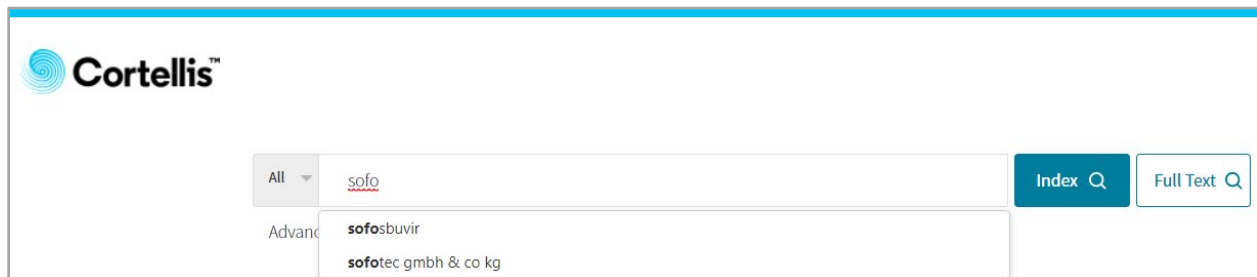 Cortellis™
All sofo Index Full Text
Advanc
sofosbuvir
sofotec gmbh & co kg